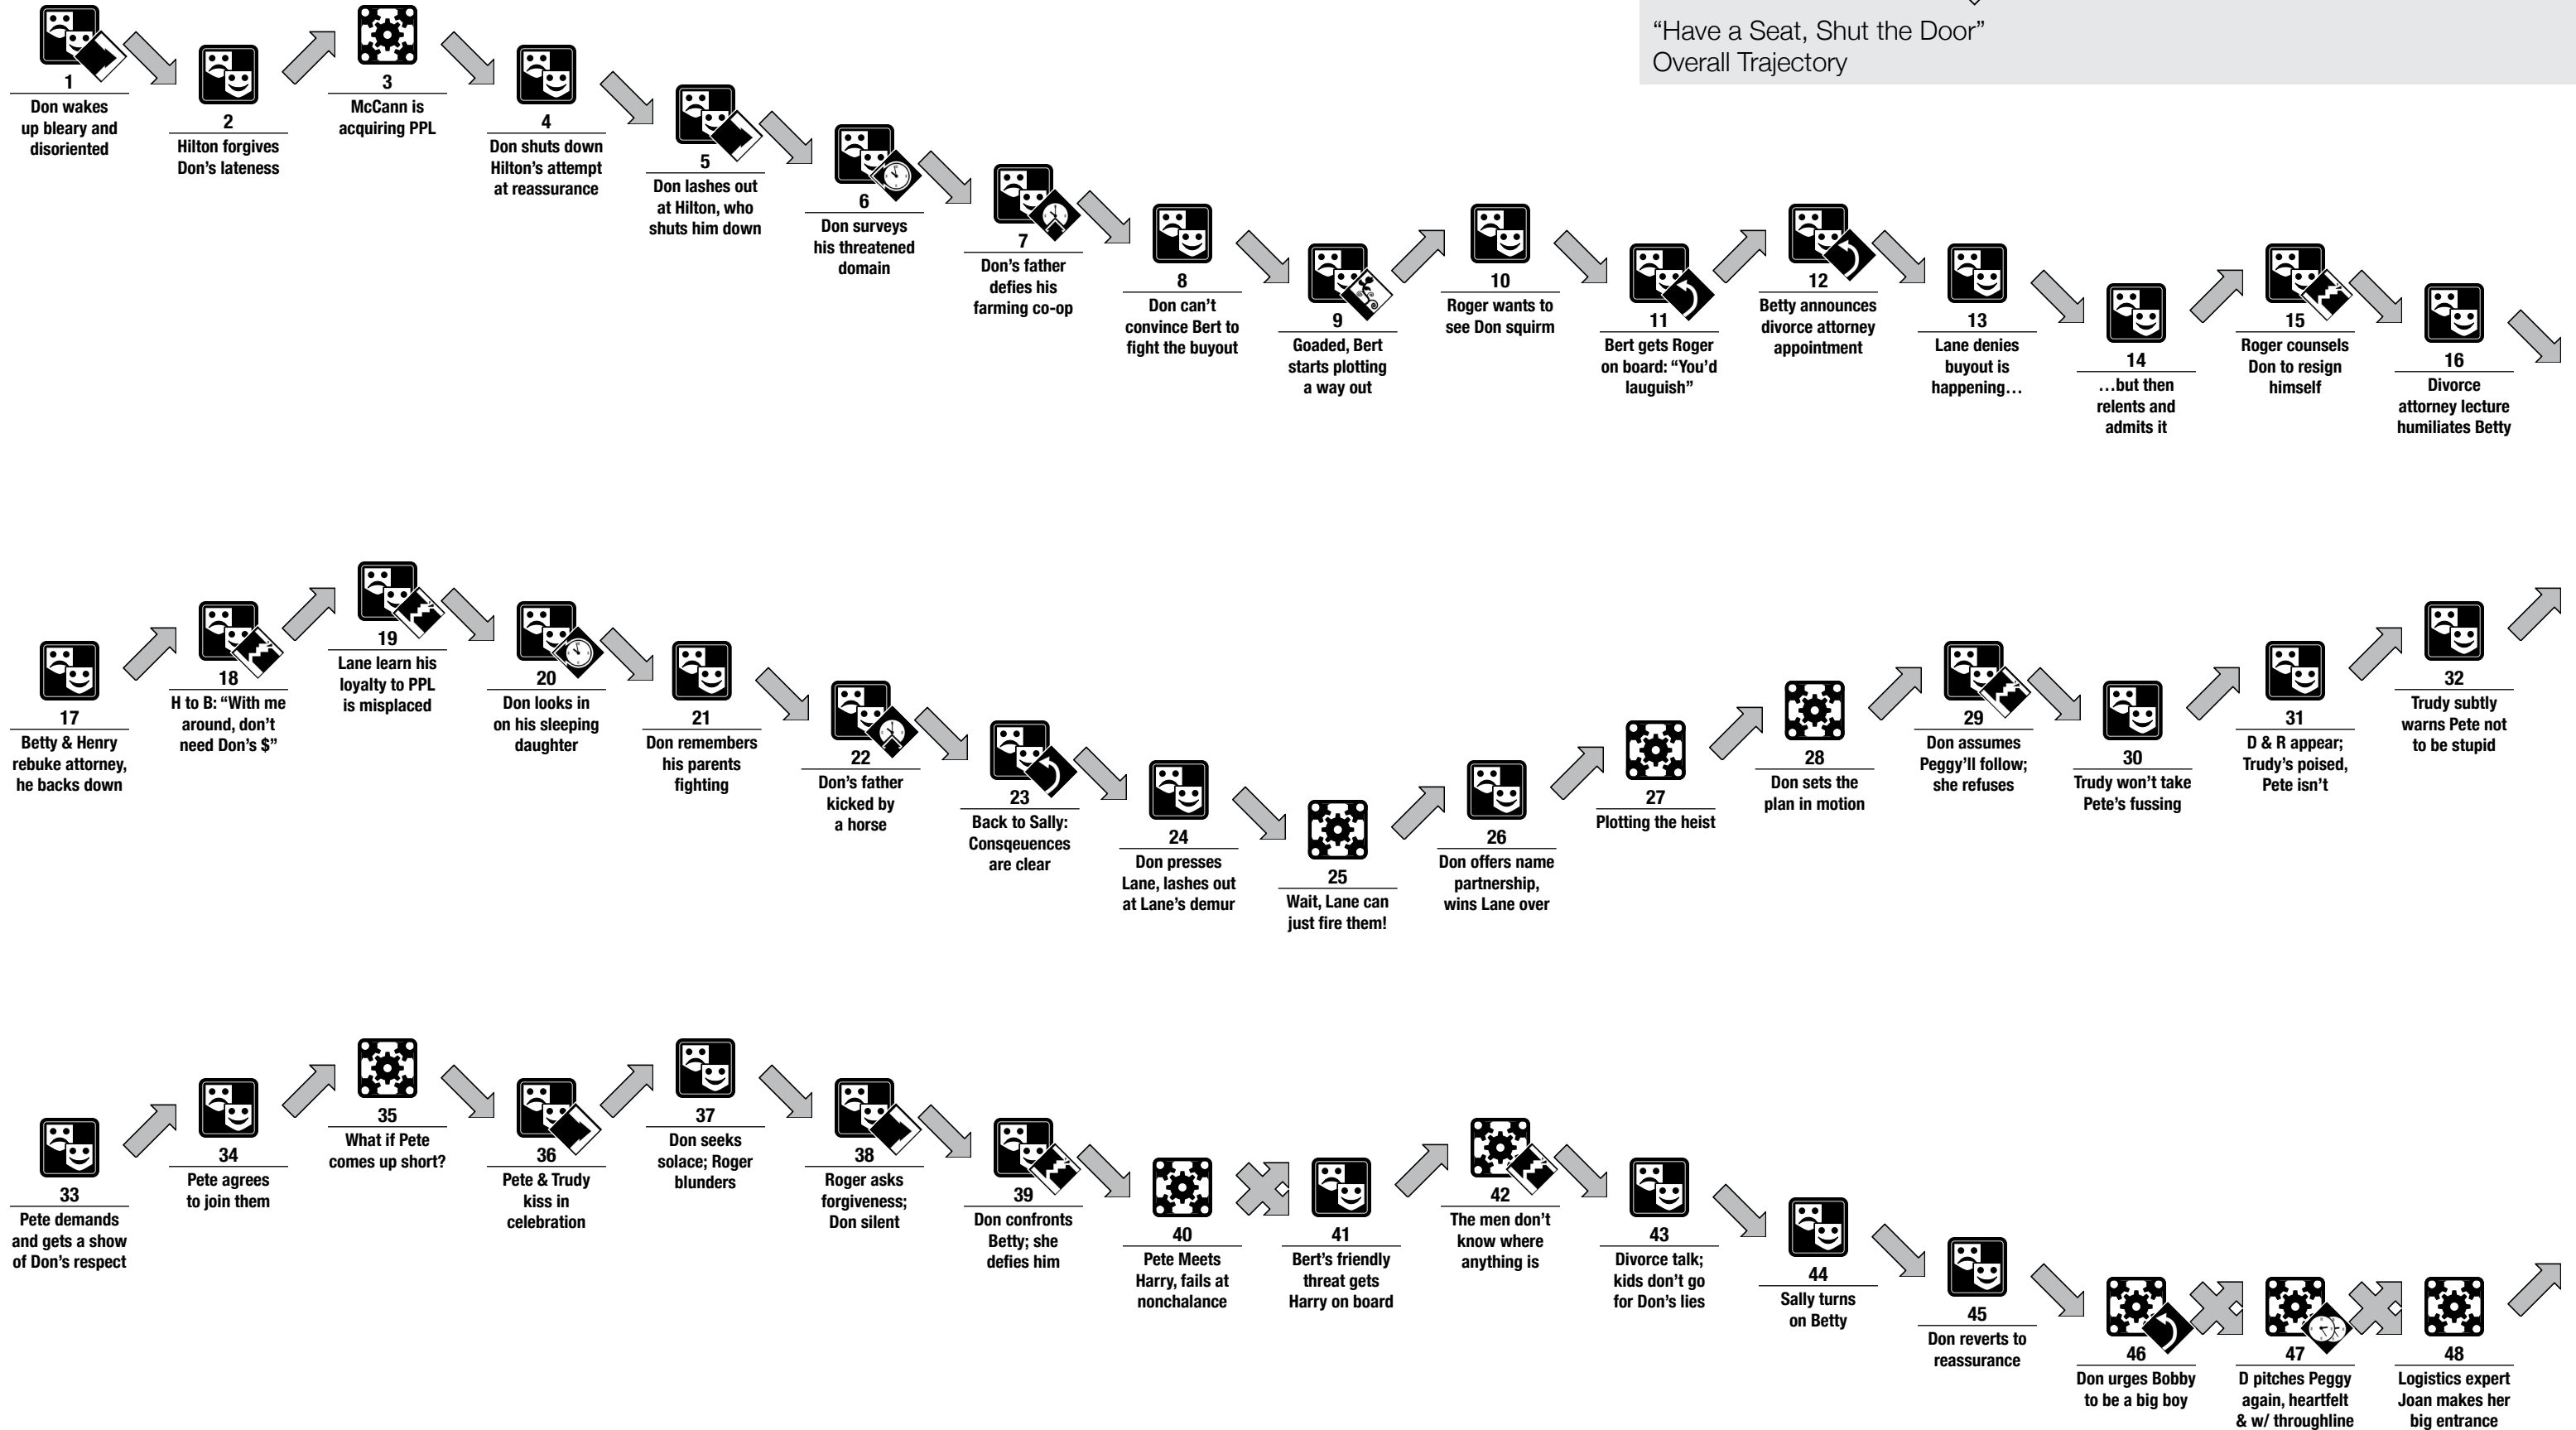 “Have a Seat, Shut the Door”
Overall Trajectory
1
Don wakes
up bleary and
disoriented
2
Hilton forgives
Don’s lateness
3
McCann is
acquiring PPL
4
Don shuts down
Hilton’s attempt
at reassurance
5
Don lashes out
at Hilton, who
shuts him down
6
Don surveys
his threatened
domain
7
Don’s father
defies his
farming co-op
8
Don can’t
convince Bert to
fight the buyout
9
Goaded, Bert
starts plotting
a way out
10
Roger wants to
see Don squirm
11
Bert gets Roger
on board: “You’d
lauguish”
12
Betty announces
divorce attorney
appointment
13
Lane denies
buyout is
happening…
14
…but then
relents and
admits it
15
Roger counsels
Don to resign
himself
16
Divorce
attorney lecture
humiliates Betty
17
Betty & Henry
rebuke attorney,
he backs down
18
H to B: “With me
around, don’t
need Don’s $”
19
Lane learn his
loyalty to PPL
is misplaced
20
Don looks in
on his sleeping
daughter
21
Don remembers
his parents
fighting
22
Don’s father
kicked by
a horse
23
Back to Sally:
Consqeuences
are clear
24
Don presses
Lane, lashes out
at Lane’s demur
25
Wait, Lane can
just fire them!
26
Don offers name
partnership,
wins Lane over
27
Plotting the heist
28
Don sets the
plan in motion
29
Don assumes
Peggy’ll follow;
she refuses
30
Trudy won’t take
Pete’s fussing
31
D & R appear;
Trudy’s poised,
Pete isn’t
32
Trudy subtly
warns Pete not
to be stupid
33
Pete demands
and gets a show
of Don’s respect
34
Pete agrees
to join them
35
What if Pete
comes up short?
36
Pete & Trudy
kiss in
celebration
37
Don seeks
solace; Roger
blunders
38
Roger asks
forgiveness;
Don silent
39
Don confronts
Betty; she
defies him
40
Pete Meets
Harry, fails at
nonchalance
41
Bert’s friendly
threat gets
Harry on board
42
The men don’t
know where
anything is
43
Divorce talk;
kids don’t go
for Don’s lies
44
Sally turns
on Betty
45
Don reverts to
reassurance
46
Don urges Bobby
to be a big boy
47
D pitches Peggy
again, heartfelt
& w/ throughline
48
Logistics expert
Joan makes her
big entrance